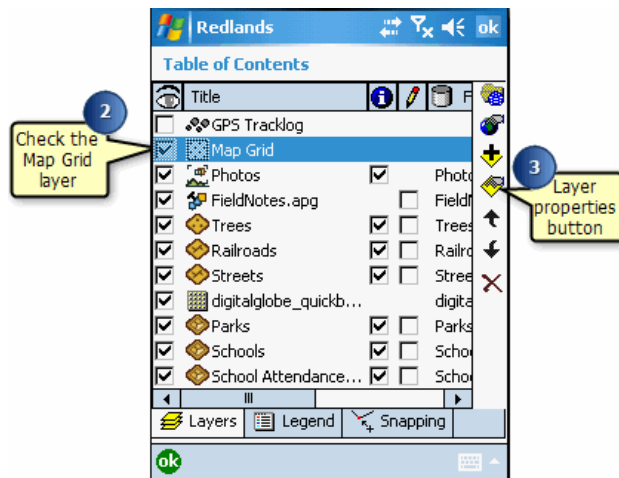 Redlands
ok
Table of Contents
Title
F
GPS Tracklog
Map Grid
Photos
Photo
FieldNotes.apg
FieldN
Trees
Trees
Railroads
Railro
Streets
Stree
digitalglobe_quickb...
digita
Parks
Parks
Schools
Schoo
School Attendance...
Schoo
Layers
Legend
Snapping
ok
2
Check the
Map Grid
layer
3
Layer
properties
button